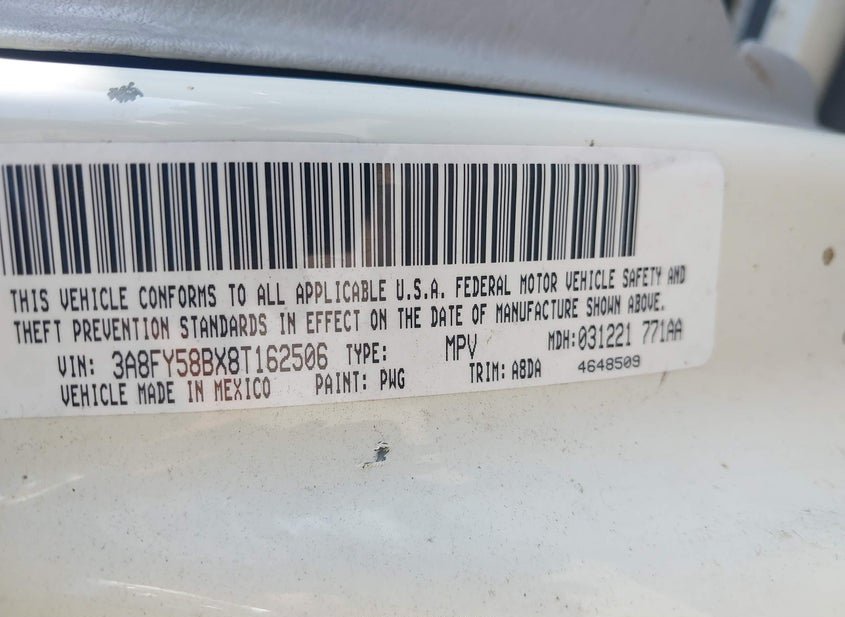 THIS VEHICLE CONFORMS TO ALL APPLICABLE U.S.A. FEDERAL MOTOR VEHICLE SAFETY AND
THEFT PREVENTION STANDARDS IN EFFECT ON THE DATE OF MANUFACTURE SHOWN ABOVE.
VIN: 3A8FY58BX8T162506 TYPE: MPV MDH:031221 771AA
VEHICLE MADE IN MEXICO PAINT: PWG TRIM: A8DA 4648509